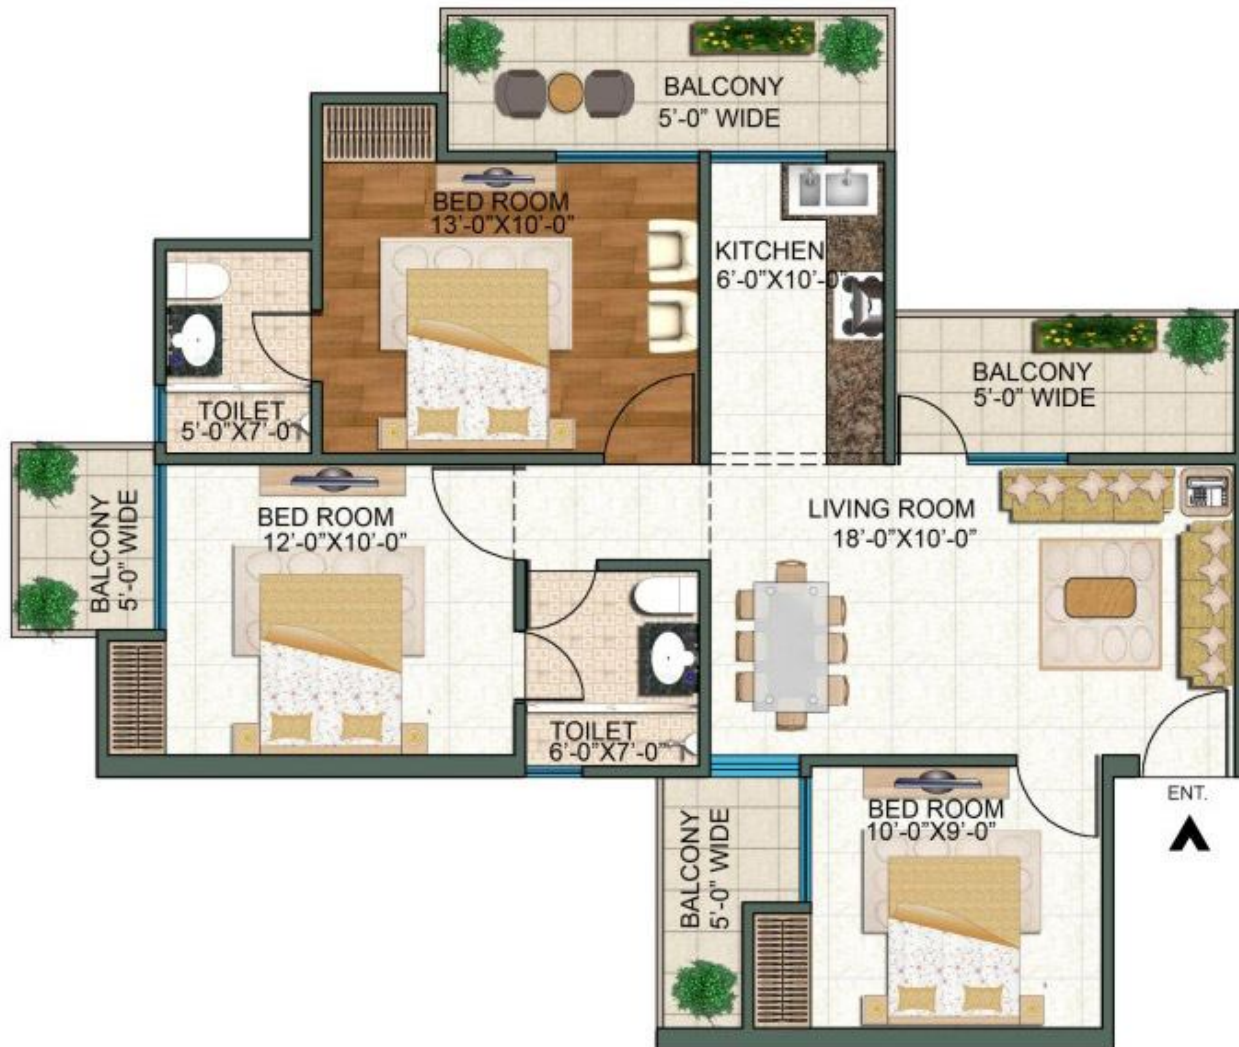 BALCONY
5'-0" WIDE
BED ROOM
13'-0"X10'-0"
KITCHEN
6'-0"X10'-0"
BALCONY
5'-0" WIDE
TOILET
5'-0"X7'-0"
BALCONY
5'-0" WIDE
BED ROOM
12'-0"X10'-0"
LIVING ROOM
18'-0"X10'-0"
TOILET
6'-0"X7'-0"
BALCONY
5'-0" WIDE
BED ROOM
10'-0"X9'-0"
ENT.